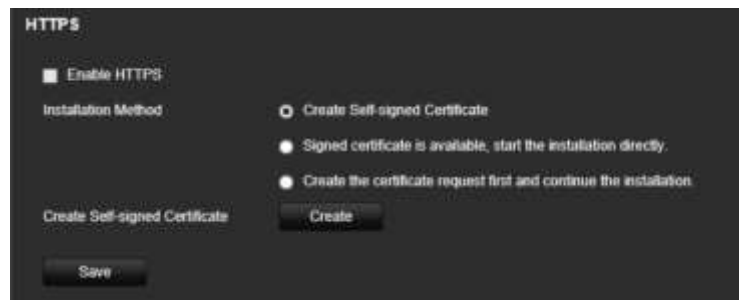 HTTPS
Enable HTTPS
Installation Method
Create Self-signed Certificate
Signed certificate is available, start the installation directly.
Create the certificate request first and continue the installation.
Create Self-signed Certificate
Create
Save